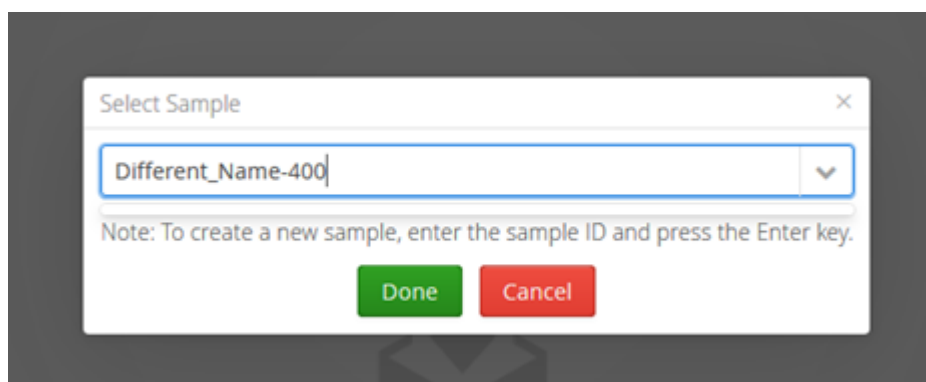 Select Sample
Different_Name-400
Note: To create a new sample, enter the sample ID and press the Enter key.
Done
Cancel